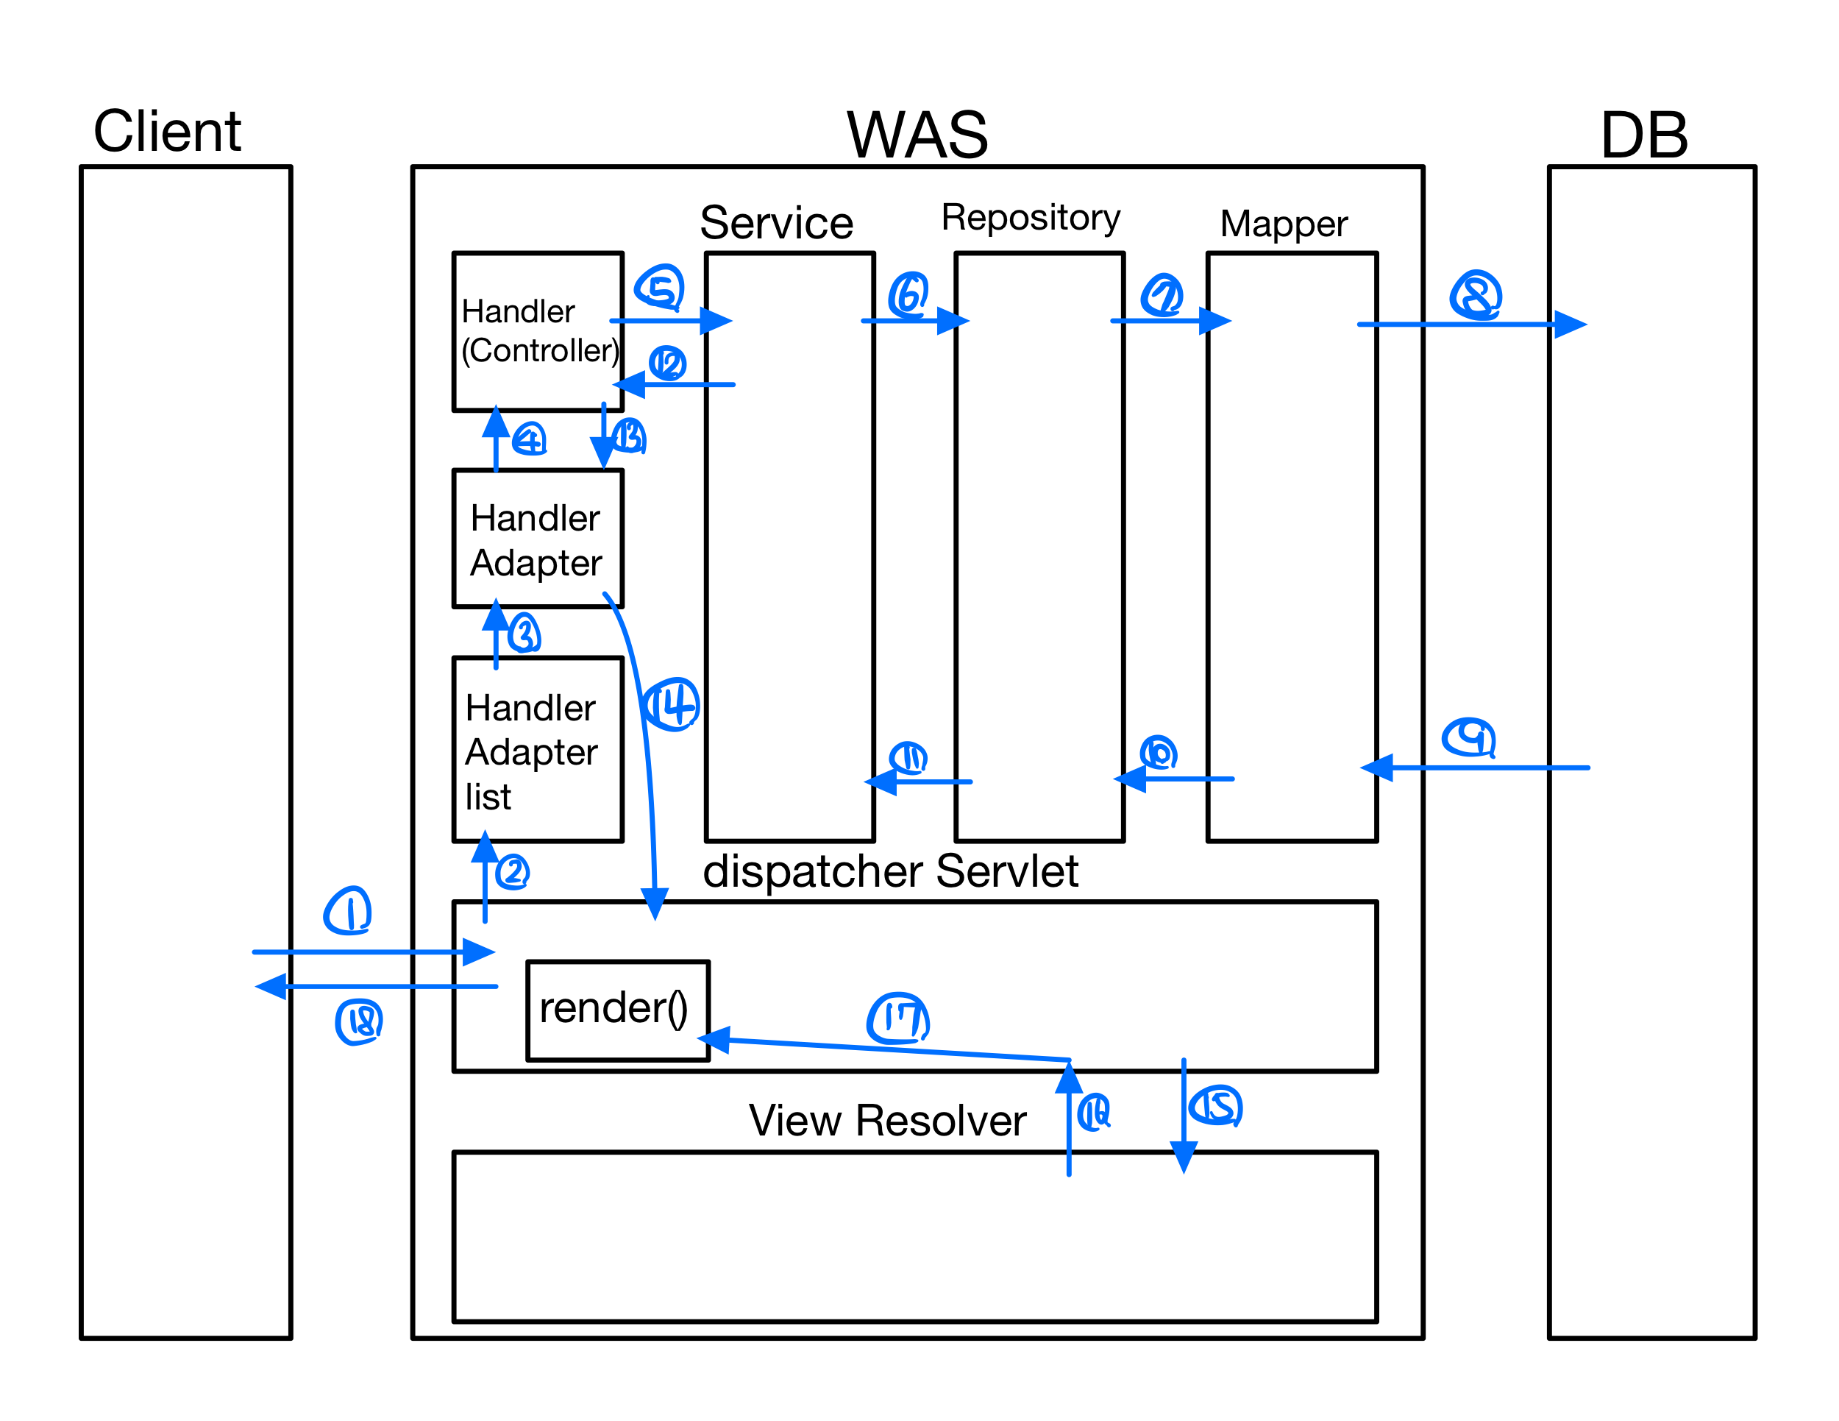 Client
WAS
DB
Service
Repository
Mapper
Handler
(Controller)
⑤
⑥
⑦
⑧
⑫
④
⑬
Handler
Adapter
③
Handler
Adapter
list
⑭
⑪
⑩
⑨
②
dispatcher Servlet
①
render()
⑱
⑰
View Resolver
⑯
⑮